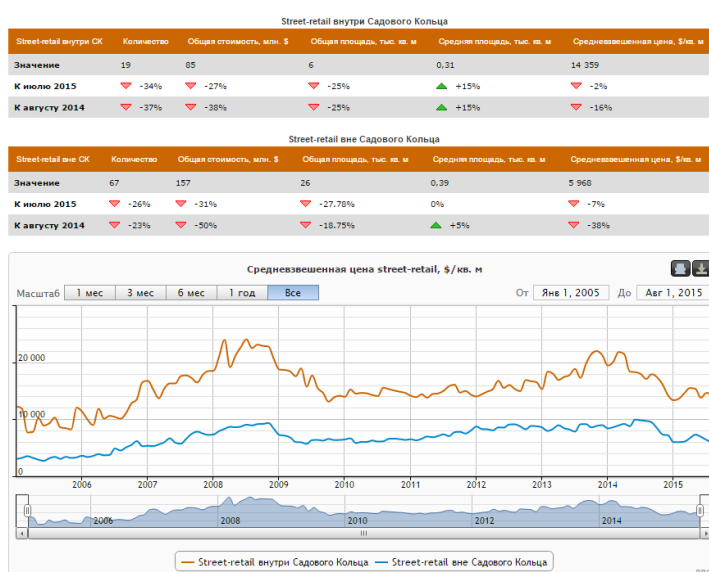 Street-retail внутри Садового Кольца
Street-retail внутри СК Количество Общая стоимость, млн. $ Общая площадь, тыс. кв. м Средняя площадь, тыс. кв. м Средневзвешенная цена, $/кв. м
Значение 19 85 6 0,31 14 359
К июлю 2015 -34% -27% -25% +15% -2%
К августу 2014 -37% -38% -25% +15% -16%
Street-retail вне Садового Кольца
Street-retail вне СК Количество Общая стоимость, млн. $ Общая площадь, тыс. кв. м Средняя площадь, тыс. кв. м Средневзвешенная цена, $/кв. м
Значение 67 157 26 0,39 5 968
К июлю 2015 -26% -31% -27.78% 0% -7%
К августу 2014 -23% -50% -18.75% +5% -38%
Средневзвешенная цена street-retail, $/кв. м
Масштаб 1 мес 3 мес 6 мес 1 год Все От Янв 1, 2005 До Авг 1, 2015
20 000
10 000
0
2006 2007 2008 2009 2010 2011 2012 2013 2014 2015
2006 2008 2010 2012 2014
Street-retail внутри Садового Кольца Street-retail вне Садового Кольца